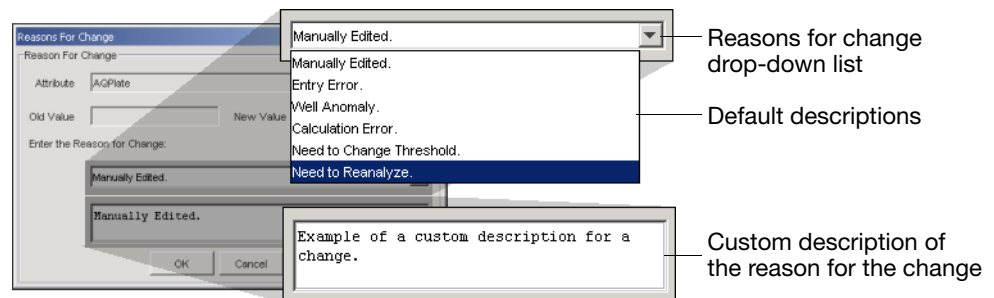 Reasons For Change
Reason For Change
Attribute
AGPlate
Old Value
New Value
Enter the Reason for Change:
Manually Edited.
Manually Edited.
OK
Cancel
Manually Edited.
Manually Edited.
Entry Error.
Well Anomaly.
Calculation Error.
Need to Change Threshold.
Need to Reanalyze.
Example of a custom description for a
change.
Reasons for change
drop-down list
Default descriptions
Custom description of
the reason for the change